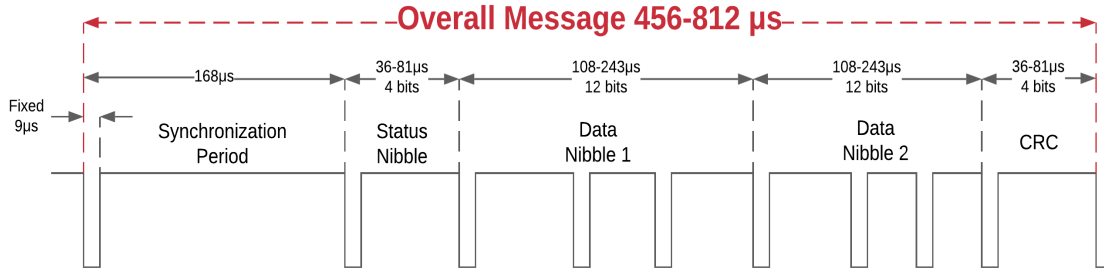 Overall Message 456-812 μs
168μs
36-81μs
4 bits
108-243μs
12 bits
108-243μs
12 bits
36-81μs
4 bits
Fixed
9μs
Synchronization
Period
Status
Nibble
Data
Nibble 1
Data
Nibble 2
CRC